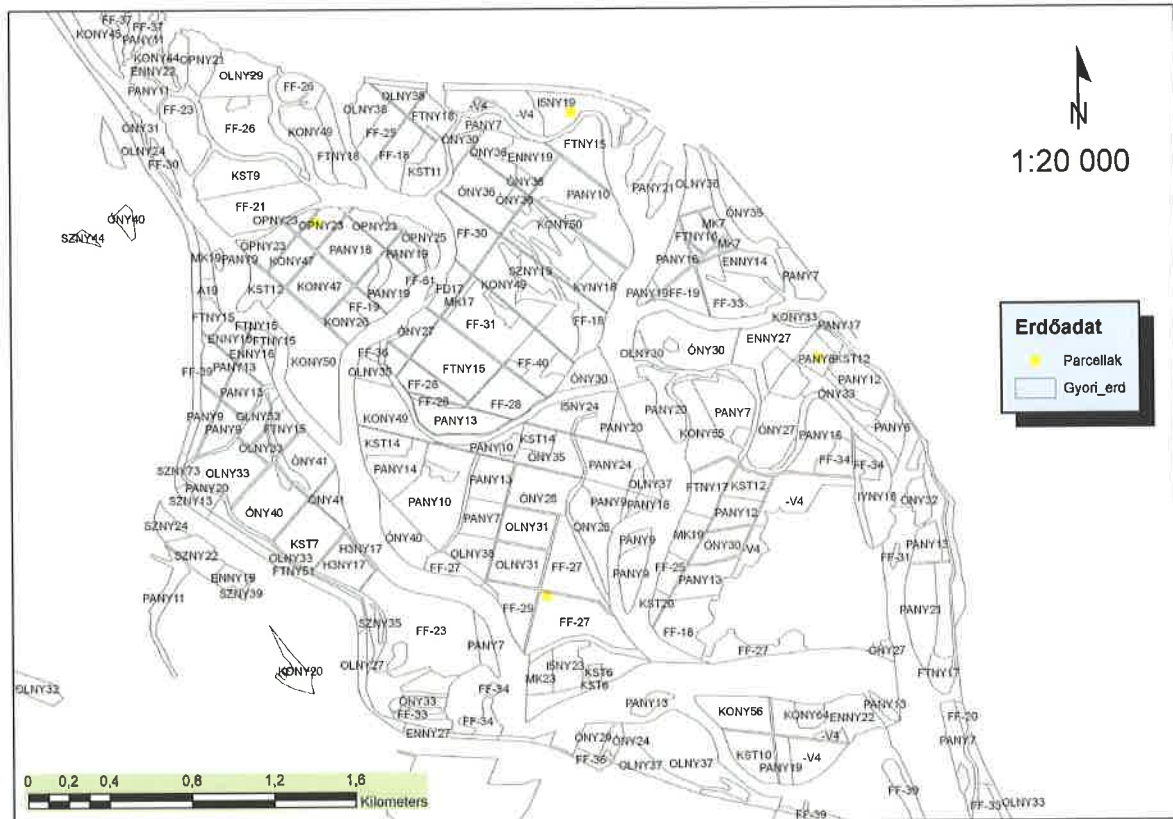 FF-37
KONY45
FF-37
PANY11
KONY44
OPNY21
ENNY22
PANY11
OLNY29
FF-26
FF-23
ÓNY31
OLNY24
FF-30
FF-26
KONY49
FTNY18
OLNY38
OLNY38
FTNY18
FF-25
FF-18
KST11
-V4
-V4
ISNY19
PANY7
ÓNY30
ÓNY36
ENNY19
FTNY15
N
1:20 000
KST9
FF-21
ÓNY40
SZNY44
OPNY23
OPNY23
OPNY23
OPNY25
OPNY23
PANY18
PANY19
MK19
PANY9
KONY47
KST12
KONY47
A19
FF-19
PANY19
KONY26
FF-61
FD17
MK17
ÓNY36
ÓNY36
ÓNY36
PANY10
FF-30
KONY50
SZNY19
KONY49
KYNY18
FF-18
PANY21
OLNY36
ÓNY35
MK7
FTNY16
MK7
PANY16
ENNY14
PANY7
PANY19
FF-19
FF-33
KONY33
PANY17
Erdőadat
Parcellak
Gyori_erd
FTNY15
FTNY15
ENNY16
FTNY15
ENNY16
PANY13
FF-39
PANY13
KONY50
ÓNY27
FF-31
FF-36
OLNY35
FTNY15
FF-40
FF-28
FF-28
FF-28
ÓNY30
OLNY30
ÓNY30
ENNY27
PANY8
KST12
PANY12
ÓNY33
PANY9
PANY9
OLNY53
FTNY15
OLNY33
KONY49
PANY13
ISNY24
PANY20
PANY20
PANY7
KONY55
ÓNY27
PANY15
PANY6
FF-34
FF-34
SZNY73
OLNY33
PANY20
SZNY13
ÓNY41
ÓNY41
KST14
PANY14
PANY10
KST14
ÓNY35
PANY13
PANY24
OLNY37
FTNY17
KST12
-V4
IYNY18
ÓNY32
SZNY24
ÓNY40
PANY10
ÓNY28
PANY9
PANY18
PANY12
KST7
PANY7
OLNY31
ÓNY28
MK19
ÓNY30
-V4
PANY13
SZNY22
OLNY33
H3NY17
ÓNY40
OLNY38
PANY9
FF-31
FTNY51
H3NY17
FF-27
OLNY31
FF-27
PANY9
FF-25
PANY13
ENNY19
SZNY39
PANY11
KST20
PANY21
FF-29
FF-27
FF-18
SZNY35
FF-23
PANY7
FF-27
ÓNY27
KONY20
OLNY27
ISNY23
KST6
MK23
KST6
FTNY17
OLNY32
FF-34
ÓNY33
FF-33
FF-34
ENNY27
PANY13
KONY56
KONY64
ENNY22
PANY13
FF-20
ÓNY29
ÓNY24
-V4
PANY7
FF-36
OLNY37
OLNY37
KST10
PANY19
-V4
FF-39
FF-39
FF-33
OLNY33
0 0,2 0,4 0,8 1,2 1,6
Kilometers